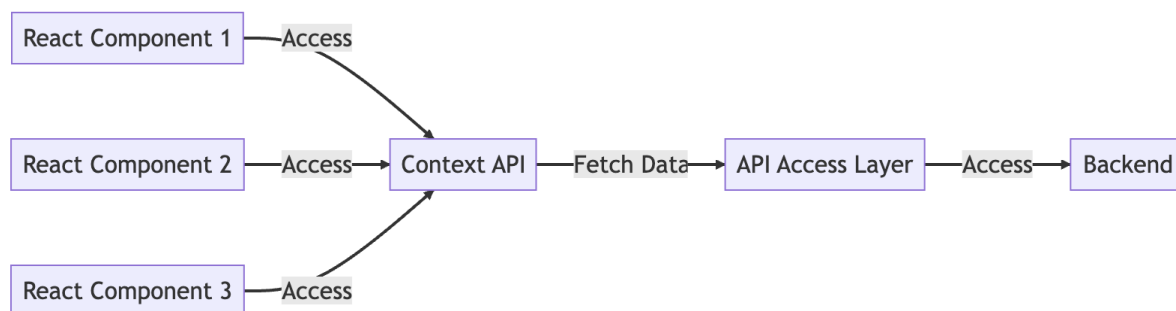 React Component 1
Access
React Component 2
Access
Context API
Fetch Data
API Access Layer
Access
Backend
React Component 3
Access